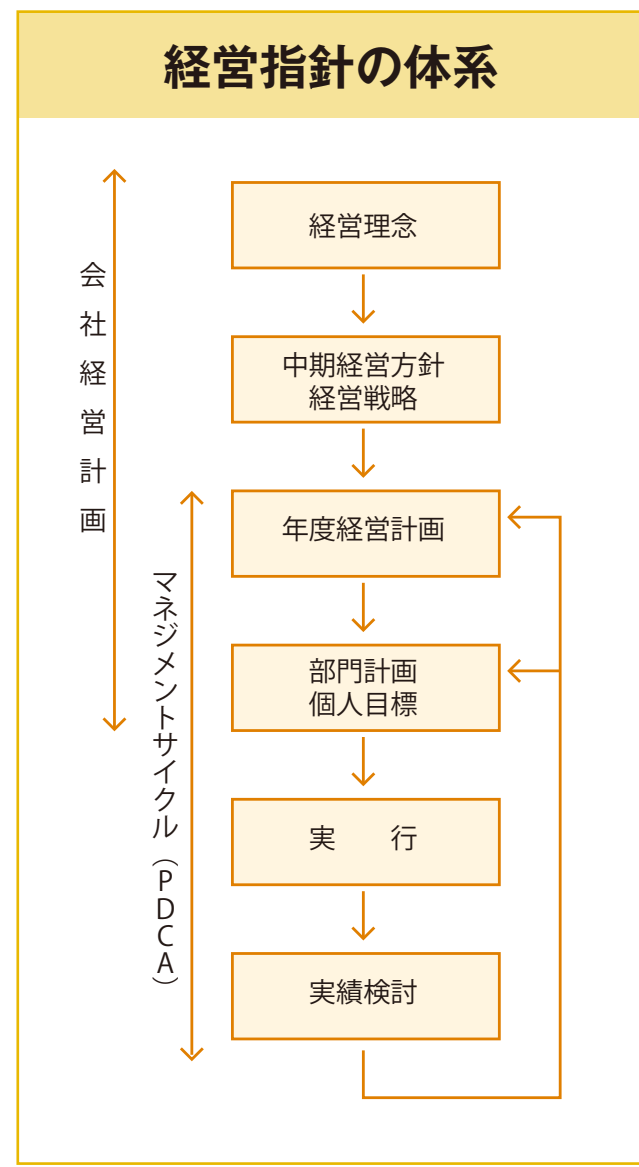 経営指針の体系
経営理念
会社経営計画
中期経営方針
経営戦略
年度経営計画
マネジメントサイクル（PDCA）
部門計画
個人目標
実　　行
実績検討